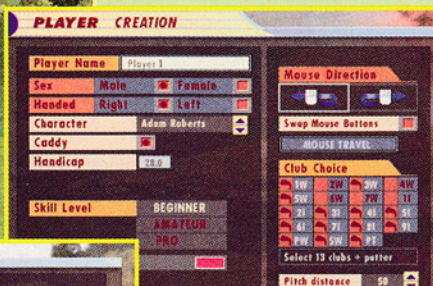 PLAYER CREATION
Player Name Player 1
Sex Male Female
Handed Right Left
Character Adam Roberts
Caddy
Handicap 28.0
Skill Level BEGINNER
AMATEUR
PRO
Mouse Direction
Swap Mouse Buttons
MOUSE TRAVEL
Club Choice
1W 2W 3W 4W
5W 6W 7W 1I
2I 3I 4I 5I
6I 7I 8I 9I
PW SW PT
Select 13 clubs + putter
Pitch distance 50